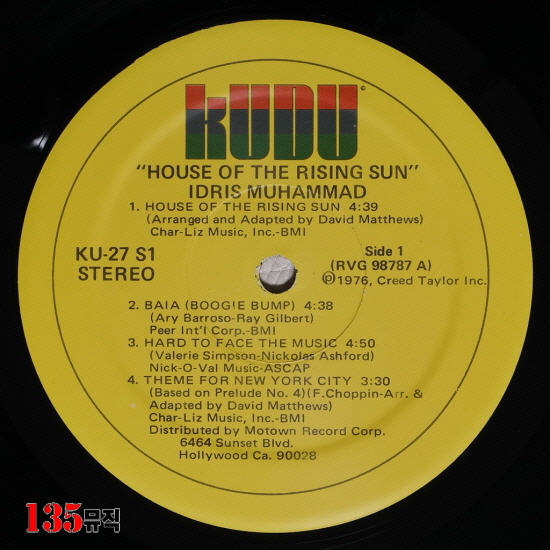 KUDU
"HOUSE OF THE RISING SUN"
IDRIS MUHAMMAD
1. HOUSE OF THE RISING SUN 4:39
(Arranged and Adapted by David Matthews)
Char-Liz Music, Inc.-BMI
KU-27 S1
STEREO
Side 1
(RVG 98787 A)
℗1976, Creed Taylor Inc.
2. BAIA (BOOGIE BUMP) 4:38
(Ary Barroso-Ray Gilbert)
Peer Int'l Corp.-BMI
3. HARD TO FACE THE MUSIC 4:50
(Valerie Simpson-Nickolas Ashford)
Nick-O-Val Music-ASCAP
4. THEME FOR NEW YORK CITY 3:30
(Based on Prelude No. 4)(F.Choppin-Arr. &
Adapted by David Matthews)
Char-Liz Music, Inc.-BMI
Distributed by Motown Record Corp.
6464 Sunset Blvd.
Hollywood Ca. 90028
135뮤직